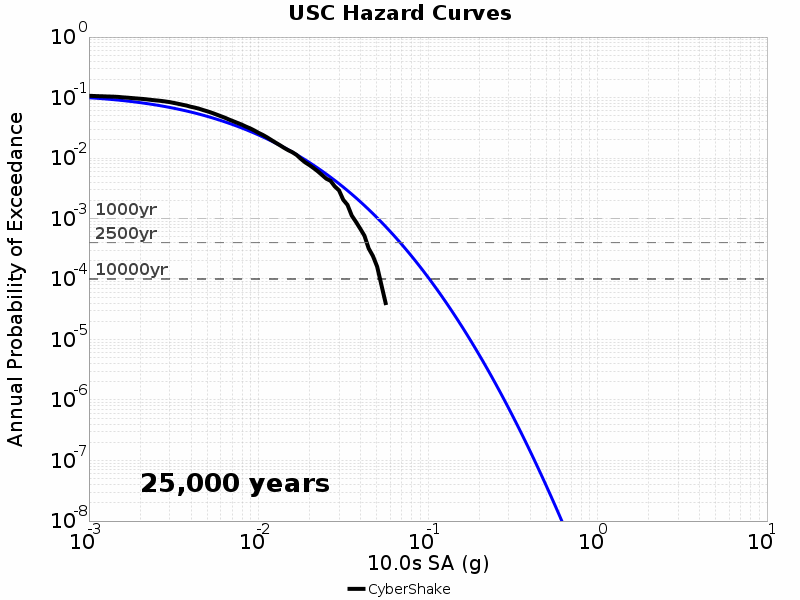 USC Hazard Curves
Annual Probability of Exceedance
10^0
10^-1
10^-2
10^-3
10^-4
10^-5
10^-6
10^-7
10^-8
1000yr
2500yr
10000yr
25,000 years
10^-3 10^-2 10^-1 10^0 10^1
10.0s SA (g)
CyberShake